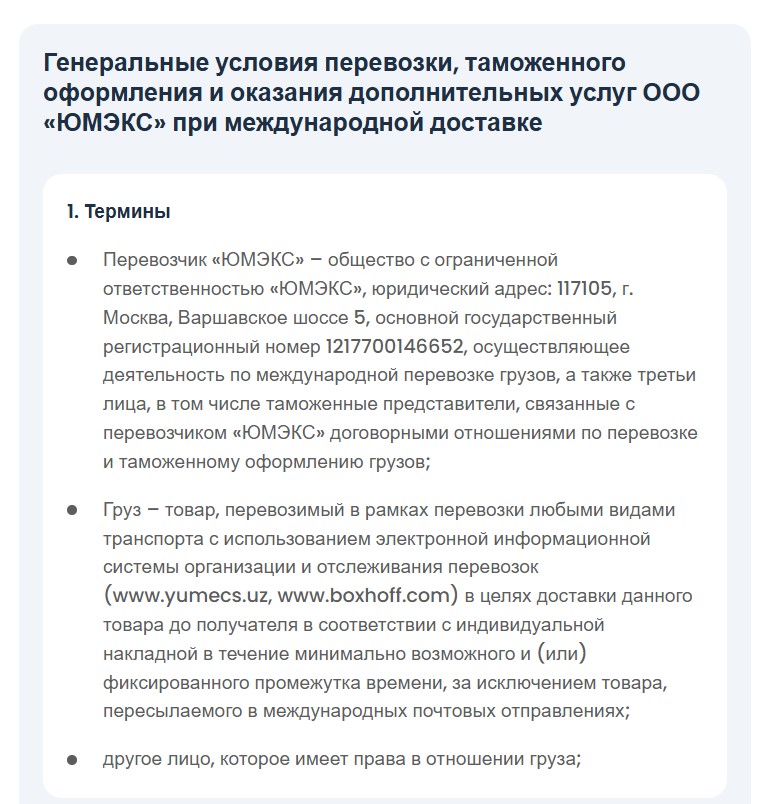 Генеральные условия перевозки, таможенного
оформления и оказания дополнительных услуг ООО
«ЮМЭКС» при международной доставке
1. Термины
● Перевозчик «ЮМЭКС» – общество с ограниченной
ответственностью «ЮМЭКС», юридический адрес: 117105, г.
Москва, Варшавское шоссе 5, основной государственный
регистрационный номер 1217700146652, осуществляющее
деятельность по международной перевозке грузов, а также третьи
лица, в том числе таможенные представители, связанные с
перевозчиком «ЮМЭКС» договорными отношениями по перевозке
и таможенному оформлению грузов;
● Груз – товар, перевозимый в рамках перевозки любыми видами
транспорта с использованием электронной информационной
системы организации и отслеживания перевозок
(www.yumecs.uz, www.boxhoff.com) в целях доставки данного
товара до получателя в соответствии с индивидуальной
накладной в течение минимально возможного и (или)
фиксированного промежутка времени, за исключением товара,
пересылаемого в международных почтовых отправлениях;
● другое лицо, которое имеет права в отношении груза;